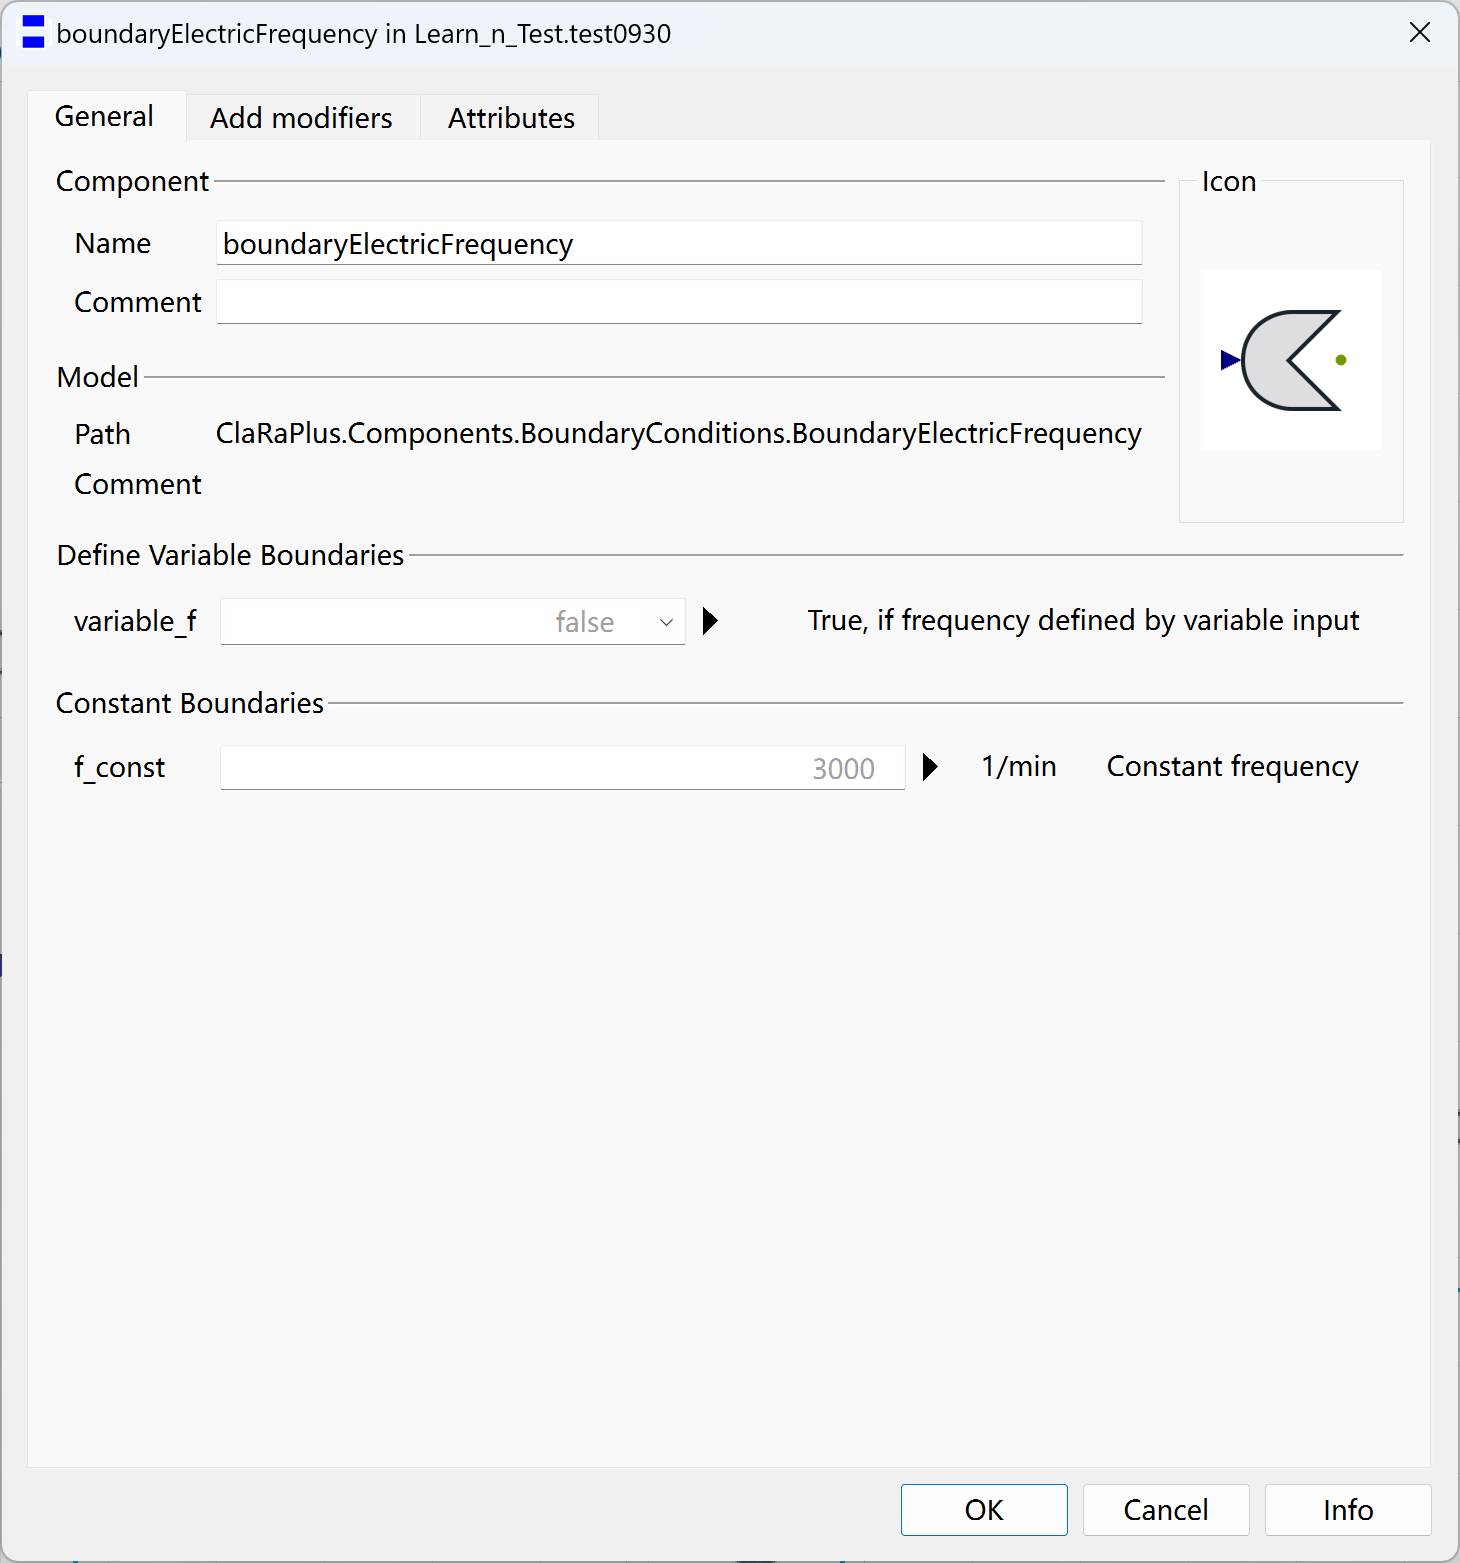 boundaryElectricFrequency in Learn_n_Test.test0930
General Add modifiers Attributes
Component
Icon
Name boundaryElectricFrequency
Comment
Model
Path ClaRaPlus.Components.BoundaryConditions.BoundaryElectricFrequency
Comment
Define Variable Boundaries
variable_f false True, if frequency defined by variable input
Constant Boundaries
f_const 3000 1/min Constant frequency
OK Cancel Info